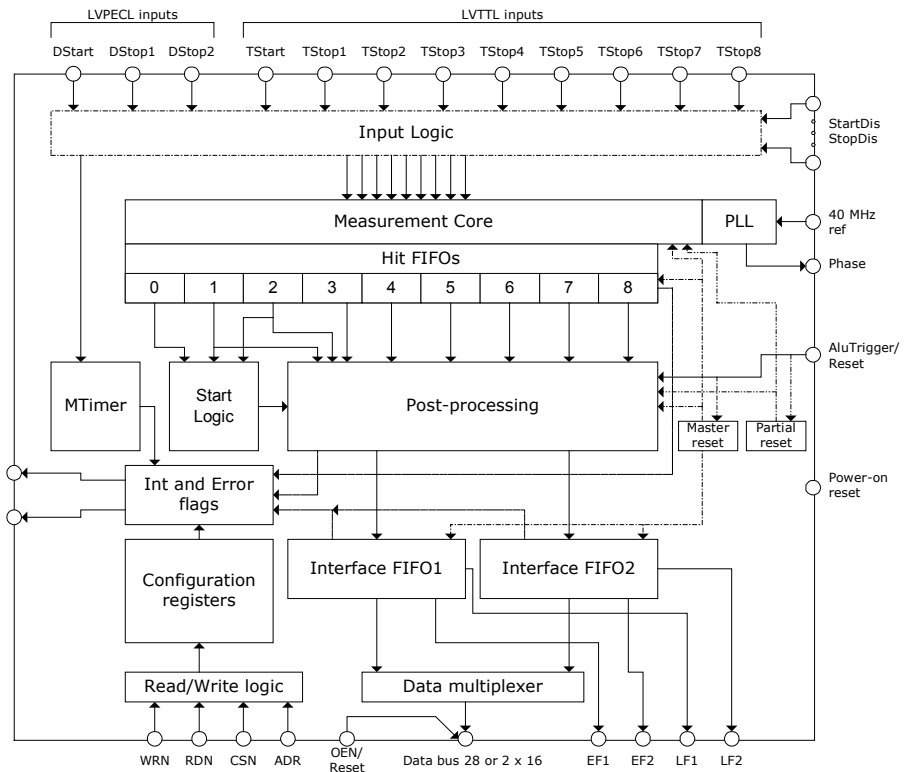 LVPECL inputs
LVTTL inputs
DStart DStop1 DStop2 TStart TStop1 TStop2 TStop3 TStop4 TStop5 TStop6 TStop7 TStop8
Input Logic
StartDis
StopDis
Measurement Core
PLL
40 MHz
ref
Hit FIFOs
Phase
0 1 2 3 4 5 6 7 8
AluTrigger/
Reset
MTimer
Start
Logic
Post-processing
Master
reset
Partial
reset
Int and Error
flags
Power-on
reset
Configuration
registers
Interface FIFO1
Interface FIFO2
Read/Write logic
Data multiplexer
WRN RDN CSN ADR
OEN/
Reset
Data bus 28 or 2 x 16
EF1 EF2 LF1 LF2